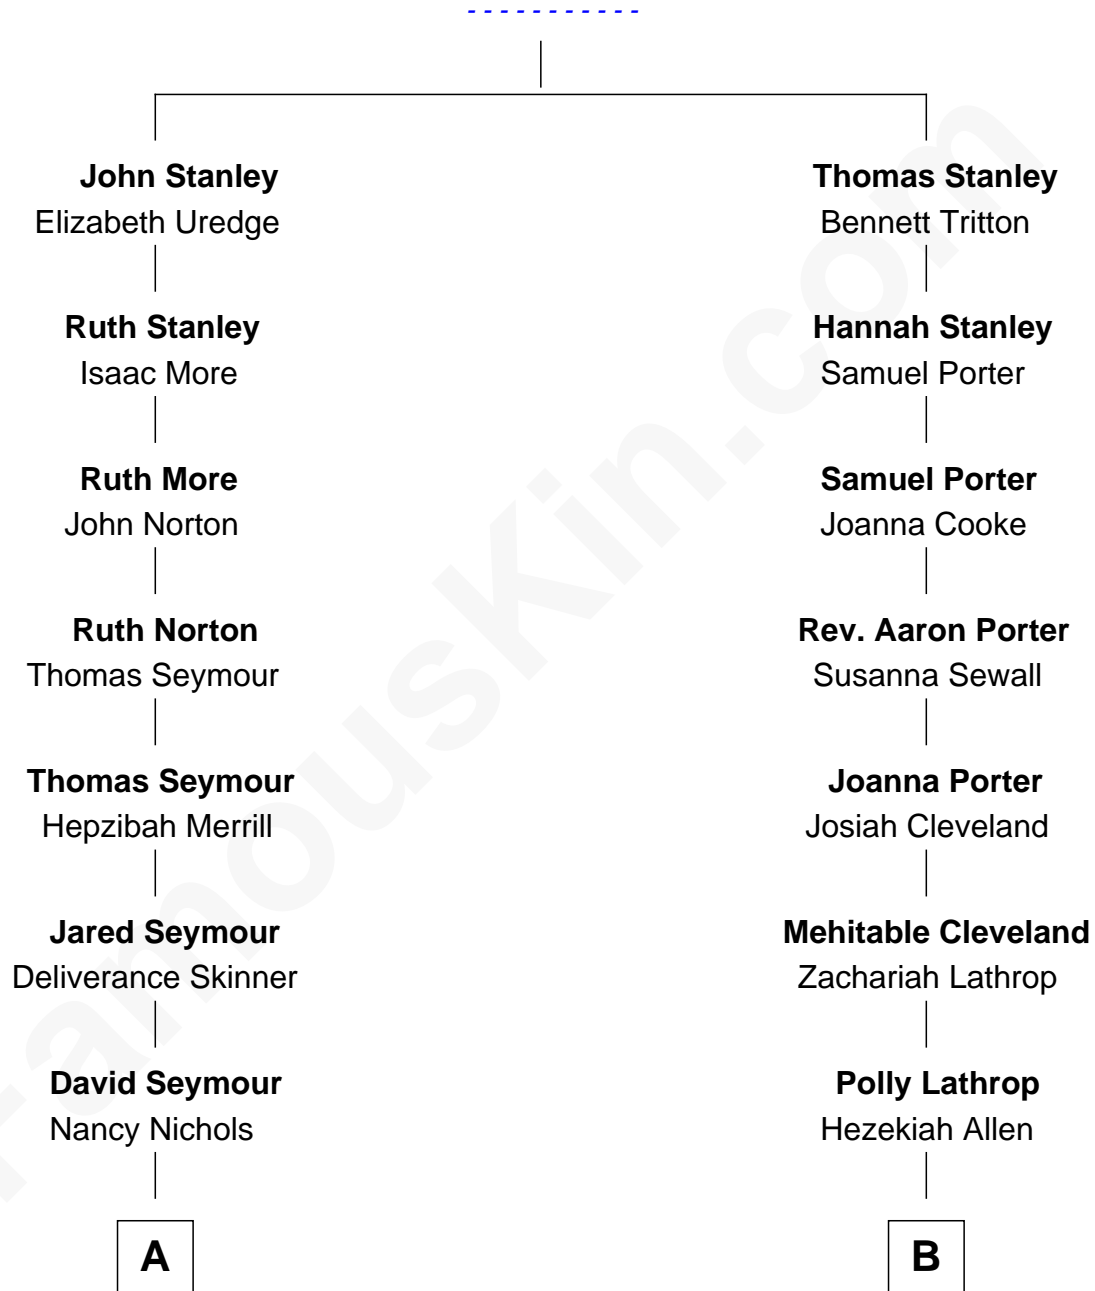 - - - - - - - - - - -
John Stanley
Elizabeth Uredge
Thomas Stanley
Bennett Tritton
Ruth Stanley
Isaac More
Hannah Stanley
Samuel Porter
Ruth More
John Norton
Samuel Porter
Joanna Cooke
Ruth Norton
Thomas Seymour
Rev. Aaron Porter
Susanna Sewall
Thomas Seymour
Hepzibah Merrill
Joanna Porter
Josiah Cleveland
Jared Seymour
Deliverance Skinner
Mehitable Cleveland
Zachariah Lathrop
David Seymour
Nancy Nichols
Polly Lathrop
Hezekiah Allen
A
B
FamousKin.com